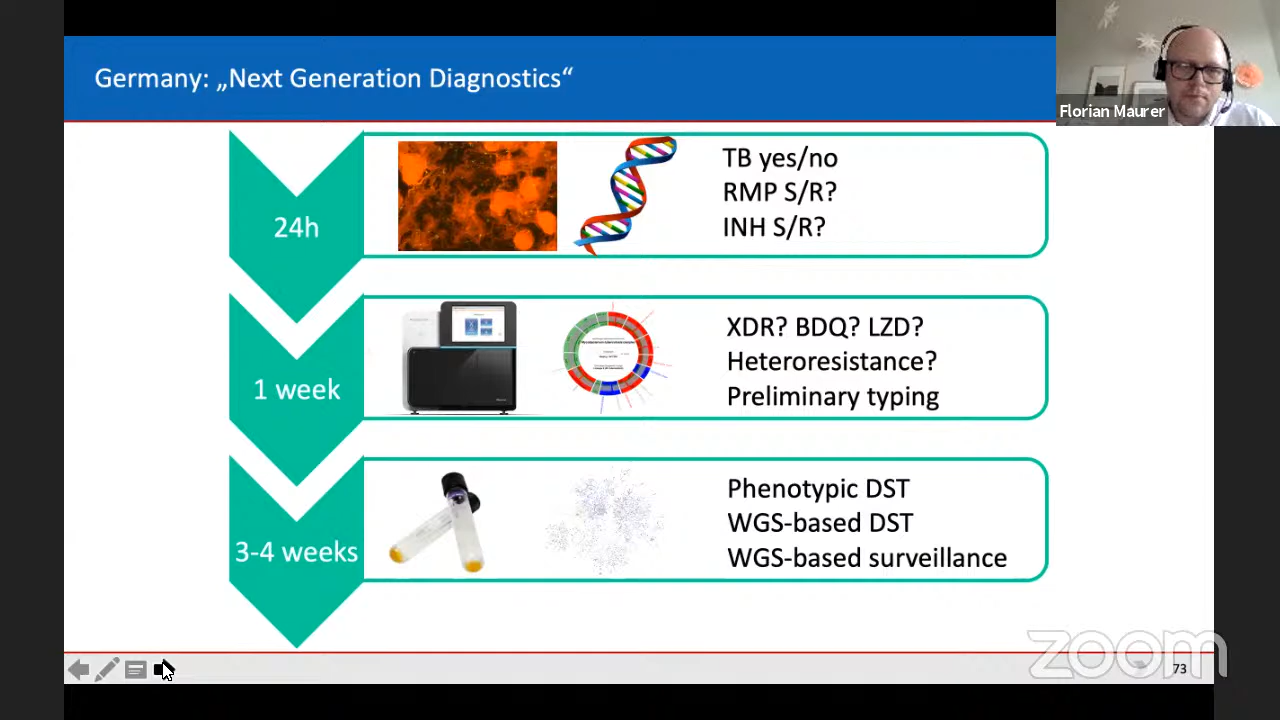 Germany: „Next Generation Diagnostics“
Florian Maurer
24h
TB yes/no
RMP S/R?
INH S/R?
1 week
XDR? BDQ? LZD?
Heteroresistance?
Preliminary typing
3-4 weeks
Phenotypic DST
WGS-based DST
WGS-based surveillance
zoom
73